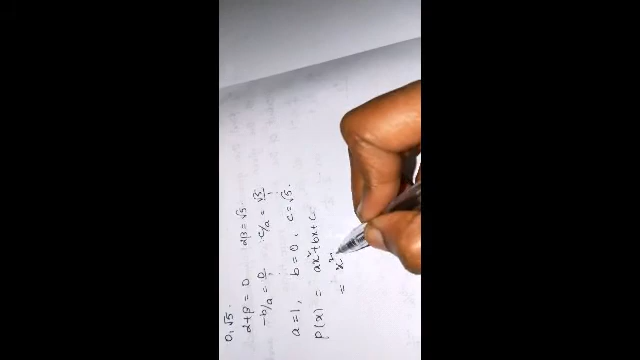 0, √5.
α+β = 0 αβ = √5.
-b/a = 0/1 c/a = √5/1
a = 1, b = 0, c = √5.
p(x) = ax²+bx+c
= x²